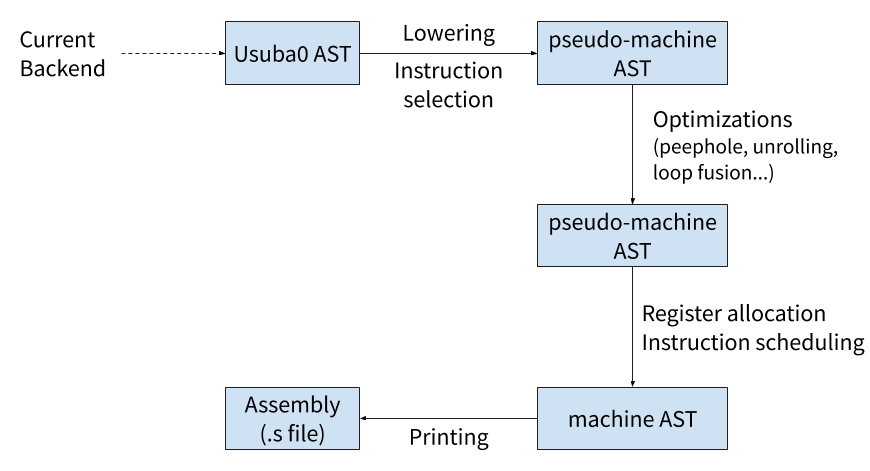 Current
Backend
Usuba0 AST
Lowering
Instruction
selection
pseudo-machine
AST
Optimizations
(peephole, unrolling,
loop fusion...)
pseudo-machine
AST
Register allocation
Instruction scheduling
machine AST
Printing
Assembly
(.s file)